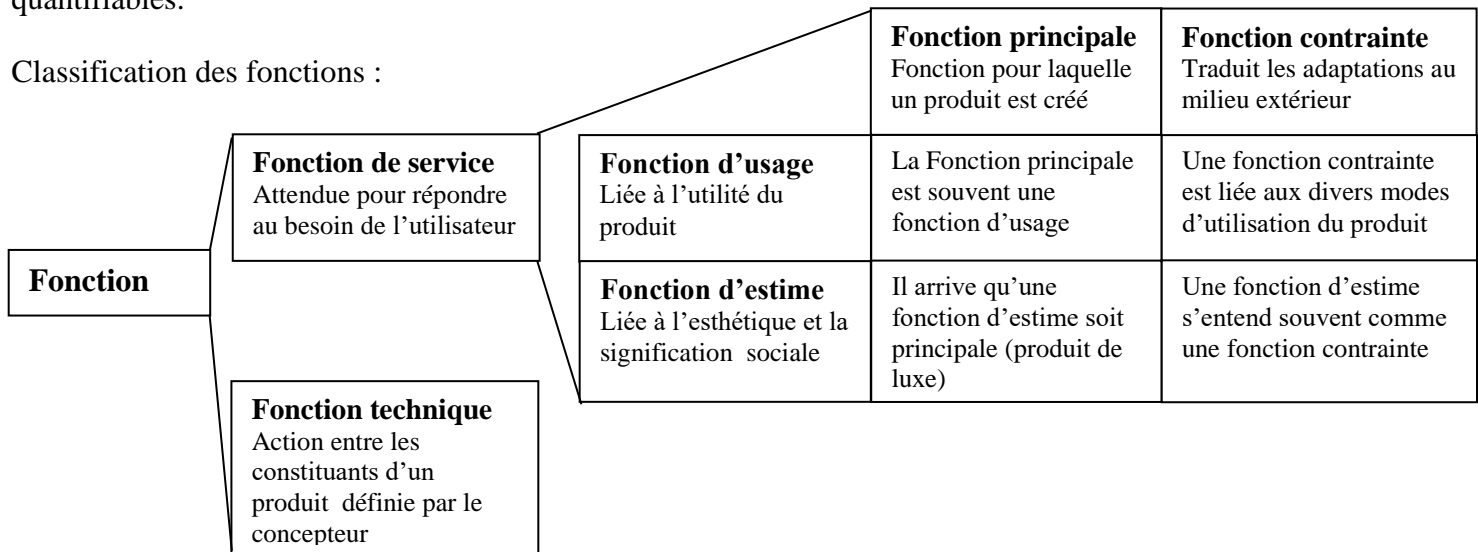 quantifiables.
Classification des fonctions :
Fonction
Fonction de service
Attendue pour répondre
au besoin de l’utilisateur
Fonction technique
Action entre les
constituants d’un
produit définie par le
concepteur
Fonction principale
Fonction pour laquelle
un produit est créé
Fonction contrainte
Traduit les adaptations au
milieu extérieur
Fonction d’usage
Liée à l’utilité du
produit
La Fonction principale
est souvent une
fonction d’usage
Une fonction contrainte
est liée aux divers modes
d’utilisation du produit
Fonction d’estime
Liée à l’esthétique et la
signification sociale
Il arrive qu’une
fonction d’estime soit
principale (produit de
luxe)
Une fonction d’estime
s’entend souvent comme
une fonction contrainte